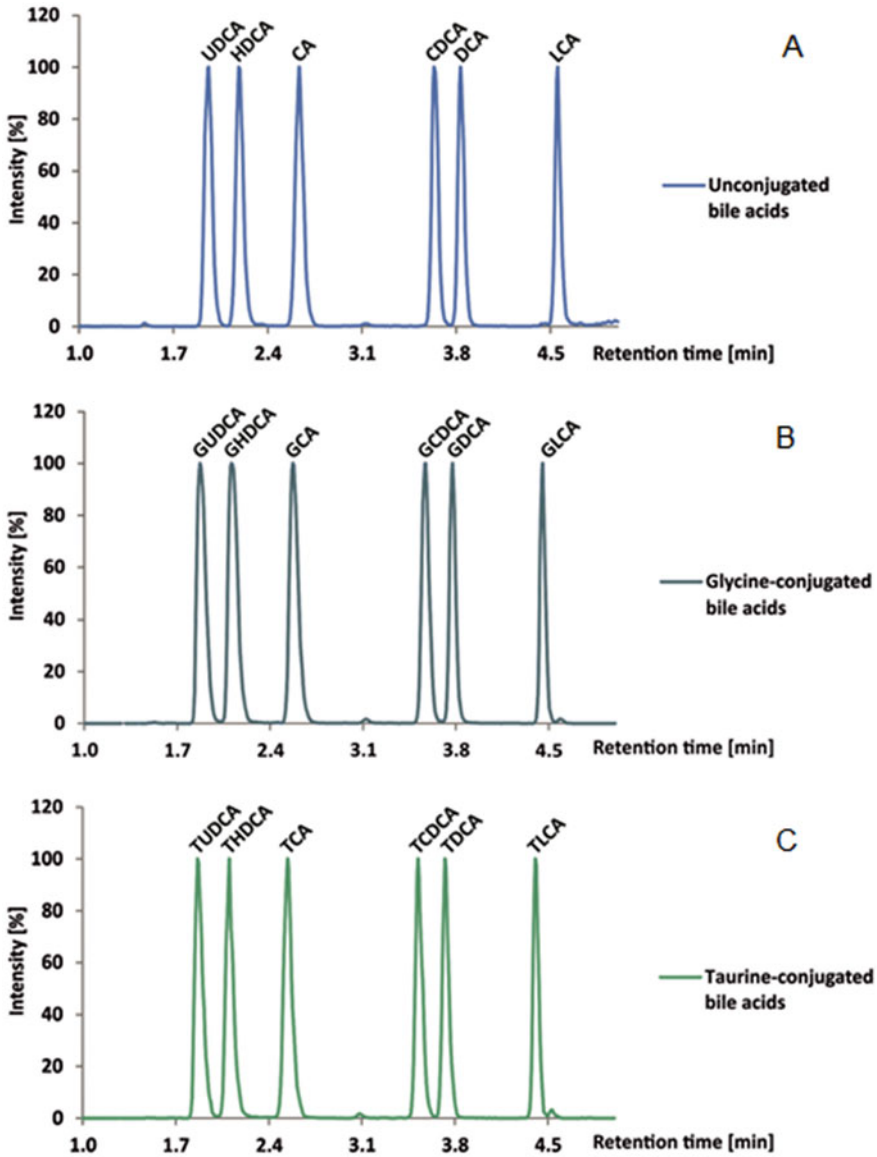 A
UDCA HDCA CA CDCA DCA LCA
Intensity [%]
120
100
80
60
40
20
0
1.0 1.7 2.4 3.1 3.8 4.5 Retention time [min]
Unconjugated
bile acids
B
GUDCA GHDCA GCA GCDCA GDCA GLCA
Intensity [%]
120
100
80
60
40
20
0
1.0 1.7 2.4 3.1 3.8 4.5 Retention time [min]
Glycine-conjugated
bile acids
C
TUDCA THDCA TCA TCDCA TDCA TLCA
Intensity [%]
120
100
80
60
40
20
0
1.0 1.7 2.4 3.1 3.8 4.5 Retention time [min]
Taurine-conjugated
bile acids